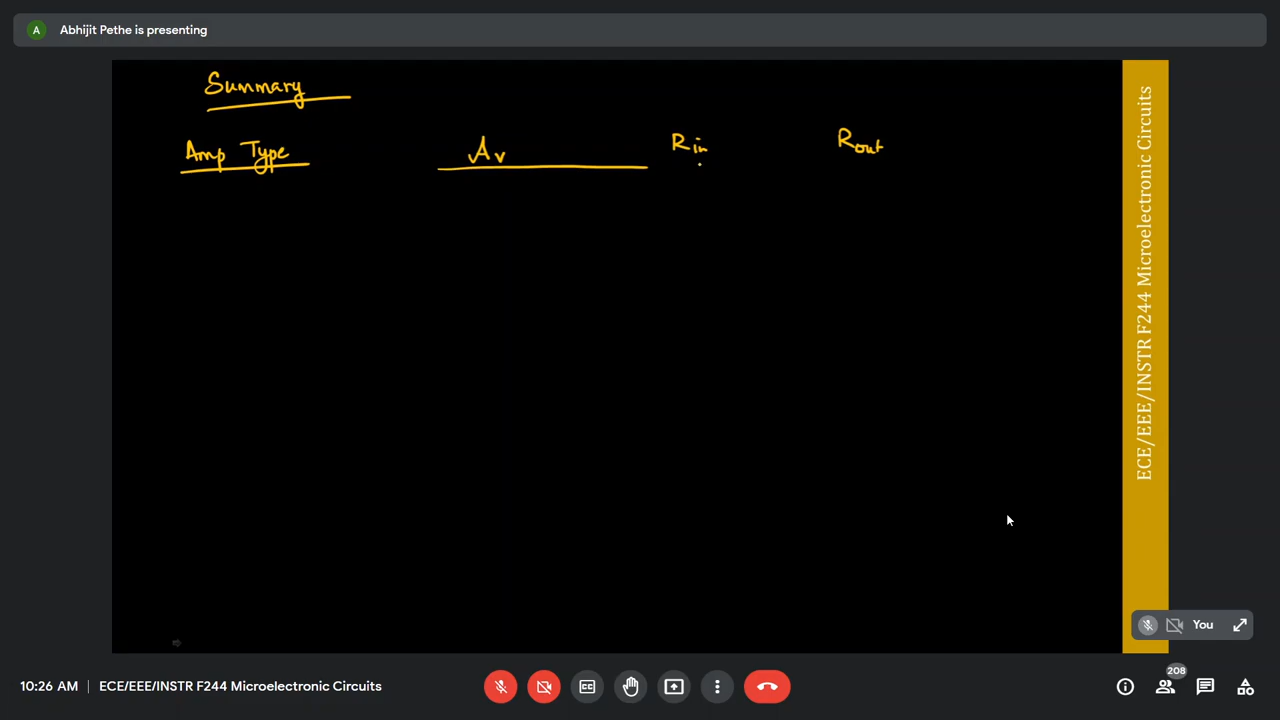 A
Abhijit Pethe is presenting
Summary
Amp Type Av Rin Rout
ECE/EEE/INSTR F244 Microelectronic Circuits
You
208
10:26 AM | ECE/EEE/INSTR F244 Microelectronic Circuits